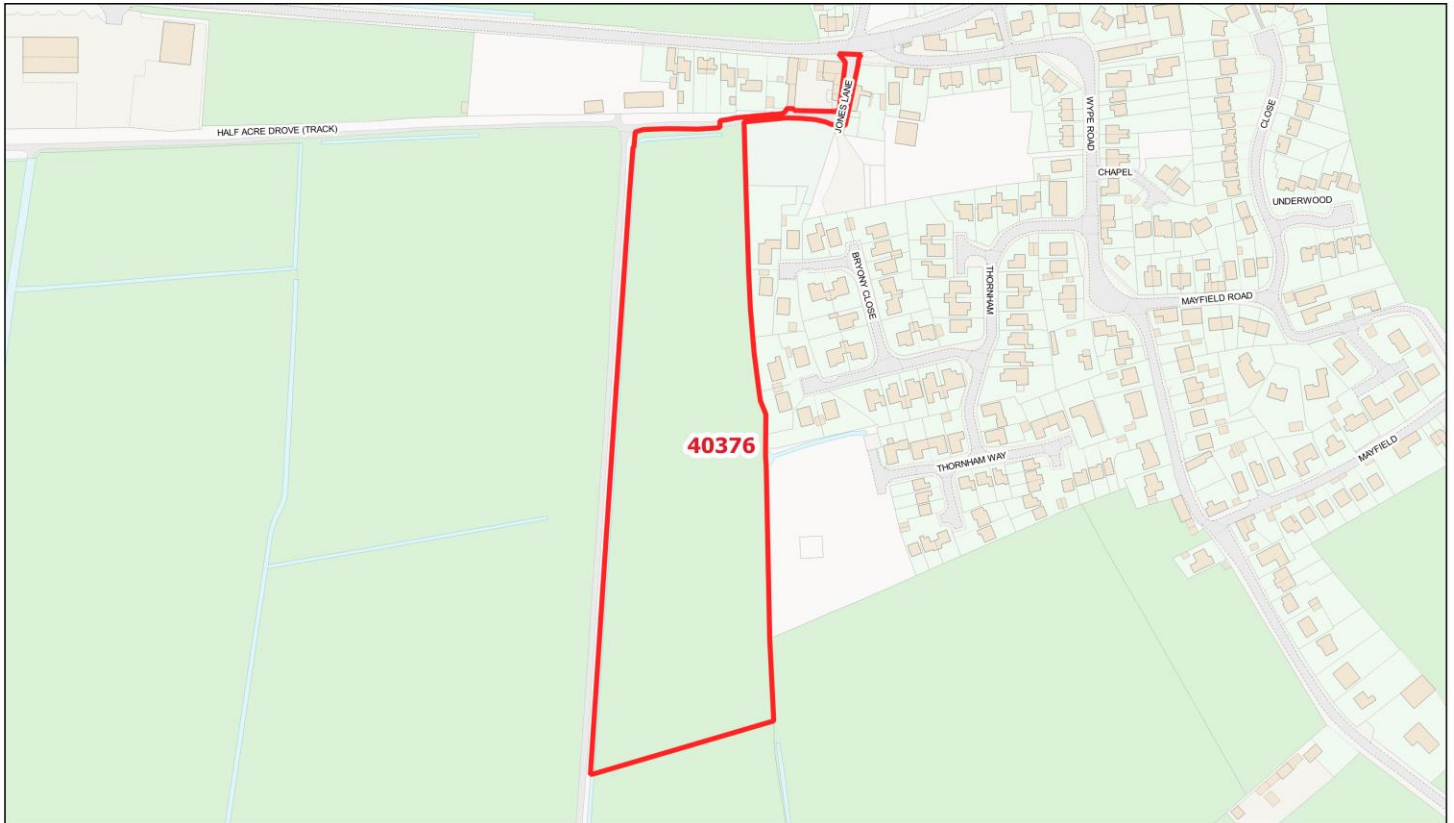 HALF ACRE DROVE (TRACK)
JONES LANE
WYPE ROAD
CLOSE
CHAPEL
UNDERWOOD
BRYONY CLOSE
THORNHAM
MAYFIELD ROAD
40376
THORNHAM WAY
MAYFIELD